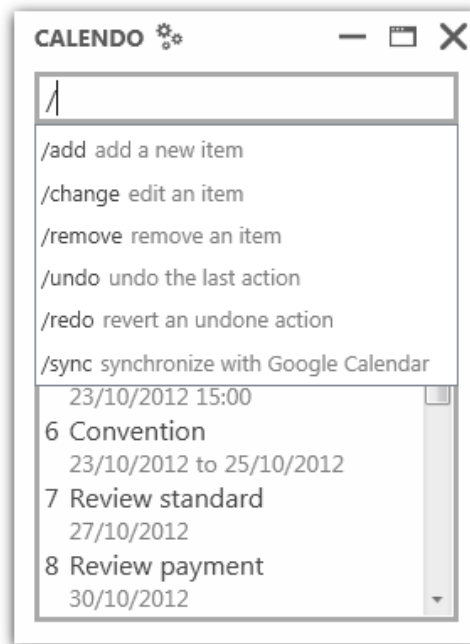 CALENDO
/
/add add a new item
/change edit an item
/remove remove an item
/undo undo the last action
/redo revert an undone action
/sync synchronize with Google Calendar
23/10/2012 15:00
6 Convention
23/10/2012 to 25/10/2012
7 Review standard
27/10/2012
8 Review payment
30/10/2012